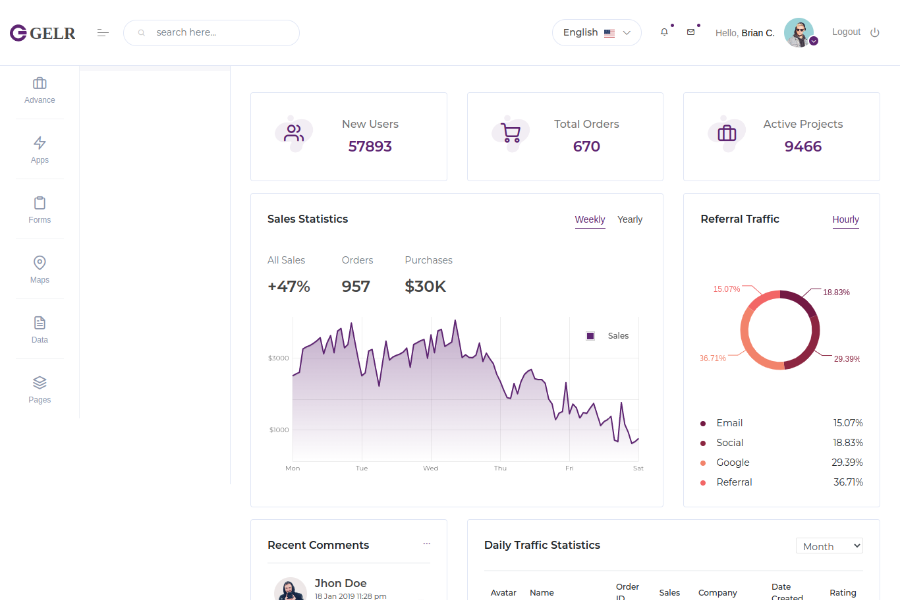 GELR
search here...
English
Hello, Brian C.
Logout
Advance
Apps
Forms
Maps
Data
Pages
New Users
57893
Total Orders
670
Active Projects
9466
Sales Statistics
Weekly
Yearly
All Sales
Orders
Purchases
+47%
957
$30K
Sales
$3000
$1000
Mon
Tue
Wed
Thu
Fri
Sat
Referral Traffic
Hourly
15.07%
18.83%
36.71%
29.39%
Email 15.07%
Social 18.83%
Google 29.39%
Referral 36.71%
Recent Comments
...
Jhon Doe
18 Jan 2019 11:28 pm
Daily Traffic Statistics
Month
Avatar
Name
Order
ID
Sales
Company
Date
Created
Rating